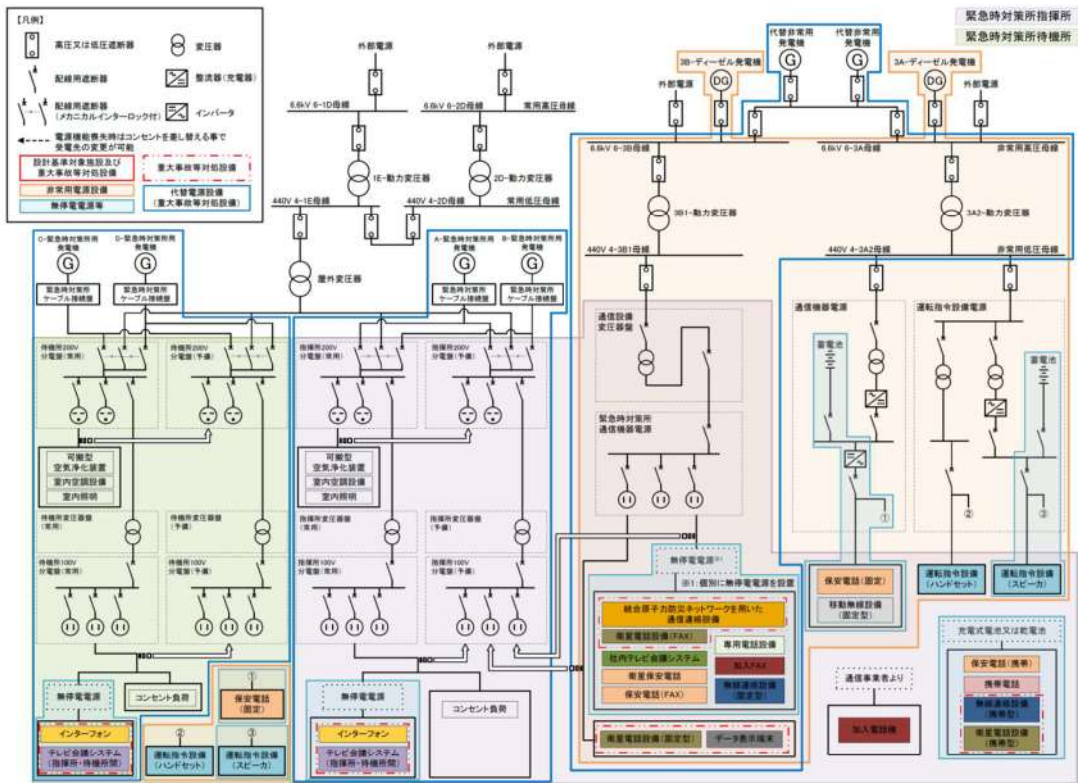 【凡例】
高圧又は低圧遮断器
変圧器
配線用遮断器
整流器(充電器)
配線用遮断器
(メカニカルインターロック付)
インバータ
電源機能喪失時はコンセントを差し替える事で
受電先の変更が可能
設計基準対象施設及び
重大事故等対処設備
重大事故等対処設備
非常用電源設備
代替電源設備
(重大事故等対処設備)
無停電電源等
緊急時対策所指揮所
緊急時対策所待機所
外部電源
外部電源
6.6kV 6-1D母線
6.6kV 6-2D母線
常用高圧母線
1E-動力変圧器
2D-動力変圧器
440V 4-1E母線
440V 4-2D母線
常用低圧母線
屋外変圧器
代替非常用
発電機
G
代替非常用
発電機
G
3B-ディーゼル発電機
DG
3A-ディーゼル発電機
DG
外部電源
外部電源
6.6kV 6-3B母線
6.6kV 6-3A母線
非常用高圧母線
3B1-動力変圧器
3A2-動力変圧器
440V 4-3B1母線
440V 4-3A2母線
非常用低圧母線
C-緊急時対策所用
発電機
G
D-緊急時対策所用
発電機
G
A-緊急時対策所用
発電機
G
B-緊急時対策所用
発電機
G
緊急時対策所
ケーブル接続盤
緊急時対策所
ケーブル接続盤
緊急時対策所
ケーブル接続盤
緊急時対策所
ケーブル接続盤
待機所200V
分電盤(常用)
待機所200V
分電盤(予備)
指揮所200V
分電盤(常用)
指揮所200V
分電盤(予備)
可搬型
空気浄化装置
室内空調設備
室内照明
可搬型
空気浄化装置
室内空調設備
室内照明
待機所変圧器盤
(常用)
待機所変圧器盤
(予備)
指揮所変圧器盤
(常用)
指揮所変圧器盤
(予備)
待機所100V
分電盤(常用)
待機所100V
分電盤(予備)
指揮所100V
分電盤(常用)
指揮所100V
分電盤(予備)
無停電電源
コンセント負荷
インターフォン
テレビ会議システム
(指揮所・待機所間)
①
保安電話
(固定)
②
運転指令設備
(ハンドセット)
③
運転指令設備
(スピーカ)
無停電電源
コンセント負荷
インターフォン
テレビ会議システム
(指揮所・待機所間)
通信設備
変圧器盤
緊急時対策所
通信機器電源
通信機器電源
蓄電池
①
運転指令設備電源
蓄電池
②
③
無停電電源※1
※1:個別に無停電電源を設置
統合原子力防災ネットワークを用いた
通信連絡設備
衛星電話設備(FAX)
専用電話設備
社内テレビ会議システム
加入FAX
衛星保安電話
無線連絡設備
(固定型)
保安電話(FAX)
衛星電話設備(固定型)
データ表示端末
保安電話(固定)
移動無線設備
(固定型)
運転指令設備
(ハンドセット)
運転指令設備
(スピーカ)
通信事業者より
加入電話機
充電式電池又は乾電池
保安電話(携帯)
携帯電話
無線連絡設備
(携帯型)
衛星電話設備
(携帯型)